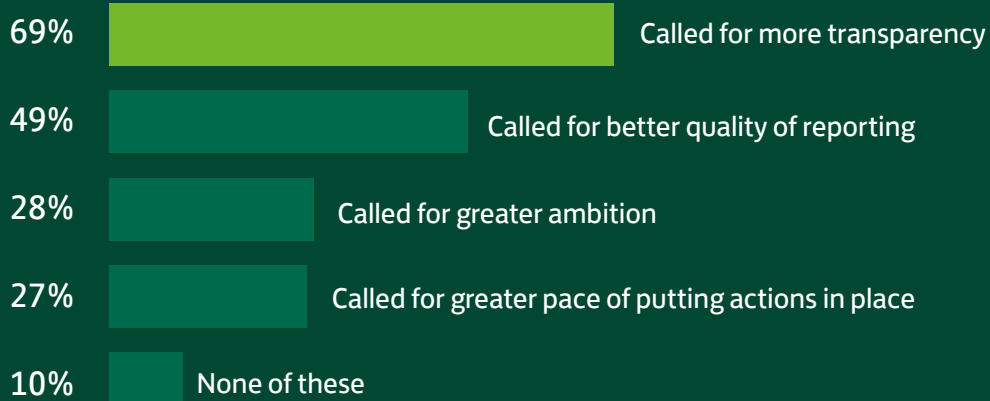 69% Called for more transparency
49% Called for better quality of reporting
28% Called for greater ambition
27% Called for greater pace of putting actions in place
10% None of these